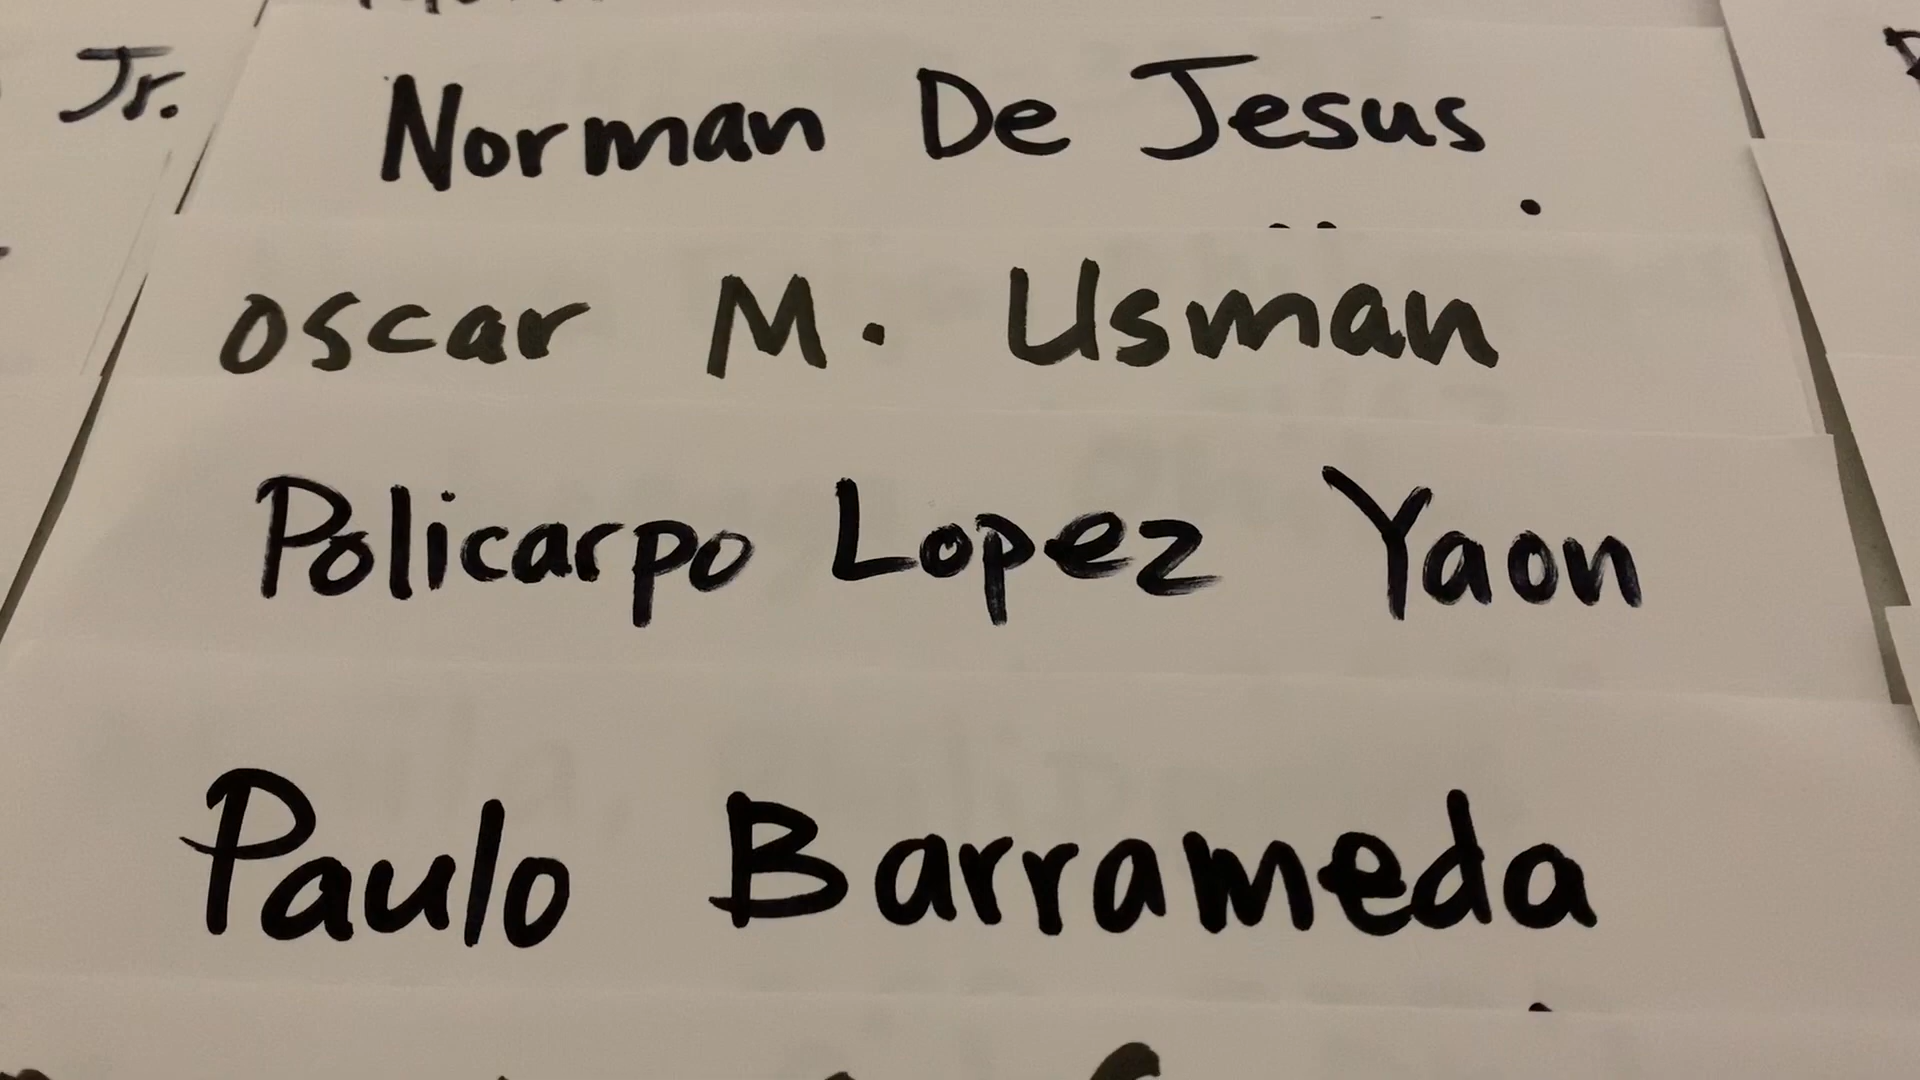 Jr.
Norman De Jesus
Oscar M. Usman
Policarpo Lopez Yaon
Paulo Barrameda